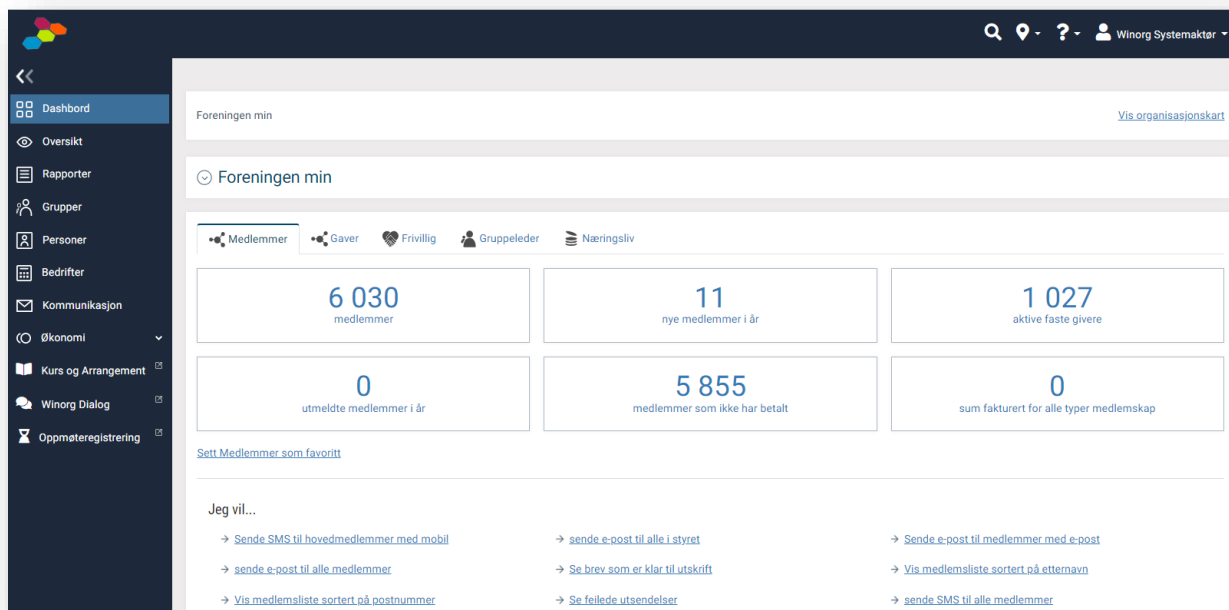 Winorg Systemaktør
Dashbord
Oversikt
Rapporter
Grupper
Personer
Bedrifter
Kommunikasjon
Økonomi
Kurs og Arrangement
Winorg Dialog
Oppmøteregistrering
Foreningen min
Vis organisasjonskart
Foreningen min
Medlemmer Gaver Frivillig Gruppeleder Næringsliv
6 030
medlemmer
11
nye medlemmer i år
1 027
aktive faste givere
0
utmeldte medlemmer i år
5 855
medlemmer som ikke har betalt
0
sum fakturert for alle typer medlemskap
Sett Medlemmer som favoritt
Jeg vil...
→ Sende SMS til hovedmedlemmer med mobil
→ sende e-post til alle i styret
→ Sende e-post til medlemmer med e-post
→ sende e-post til alle medlemmer
→ Se brev som er klar til utskrift
→ Vis medlemsliste sortert på etternavn
→ Vis medlemsliste sortert på postnummer
→ Se feilede utsendelser
→ sende SMS til alle medlemmer